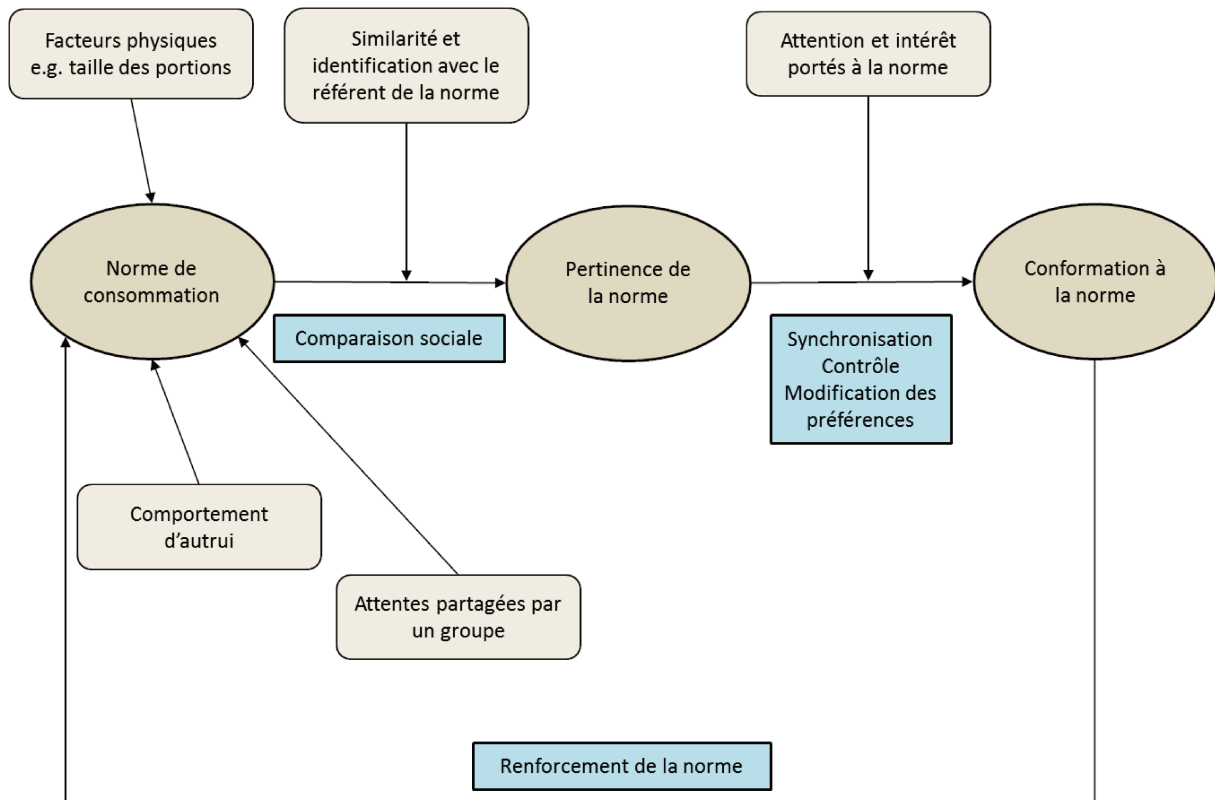 Facteurs physiques
e.g. taille des portions
Similarité et
identification avec le
référent de la norme
Attention et intérêt
portés à la norme
Norme de
consommation
Pertinence de
la norme
Conformation à
la norme
Comparaison sociale
Synchronisation
Contrôle
Modification des
préférences
Comportement
d'autrui
Attentes partagées par
un groupe
Renforcement de la norme